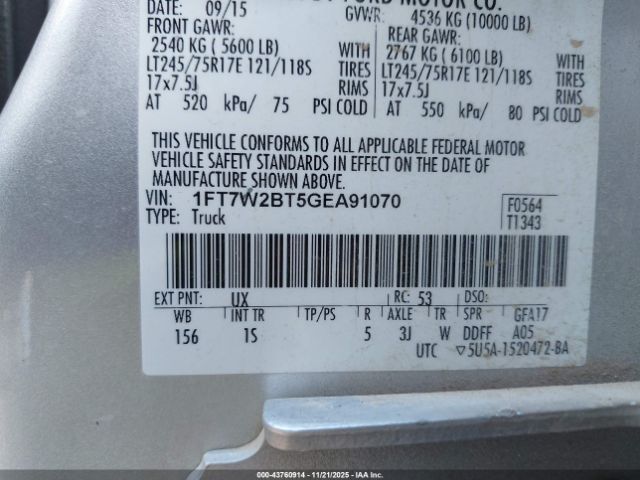 DATE: 09/15 GVWR: 4536 KG (10000 LB)
FRONT GAWR: REAR GAWR:
2540 KG ( 5600 LB) WITH 2767 KG ( 6100 LB) WITH
LT245/75R17E 121/118S TIRES LT245/75R17E 121/118S TIRES
17x7.5J RIMS 17x7.5J RIMS
AT 520 kPa/ 75 PSI COLD AT 550 kPa/ 80 PSI COLD
THIS VEHICLE CONFORMS TO ALL APPLICABLE FEDERAL MOTOR
VEHICLE SAFETY STANDARDS IN EFFECT ON THE DATE OF
MANUFACTURE SHOWN ABOVE.
VIN: 1FT7W2BT5GEA91070 F0564
TYPE: Truck T1343
EXT PNT: UX RC: 53 DSO:
WB INT TR TP/PS R AXLE TR SPR GFA17
156 1S 5 3J W DDFF A05
UTC ▽5U5A-1520472-BA
000-43760914 - 11/21/2025 - IAAI.com